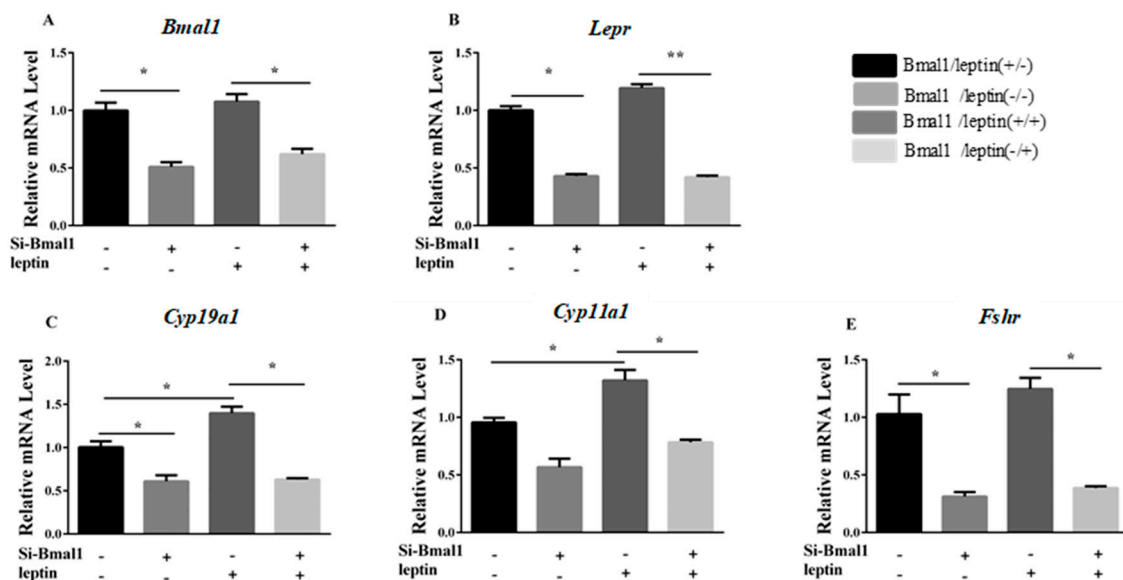 A
Bmal1
Relative mRNA Level
1.5
1.0
0.5
0.0
*
*
Si-Bmal1 - + - +
leptin - - + +
B
Lepr
Relative mRNA Level
1.5
1.0
0.5
0.0
*
**
- + - +
- - + +
Bmal1/leptin(+/-)
Bmal1 /leptin(-/-)
Bmal1 /leptin(+/+)
Bmal1 /leptin(-/+)
C
Cyp19a1
Relative mRNA Level
2.0
1.5
1.0
0.5
0.0
*
*
*
Si-Bmal1 - + - +
leptin - - + +
D
Cyp11a1
Relative mRNA Level
1.5
1.0
0.5
0.0
*
*
Si-Bmal1 - + - +
leptin - - + +
E
Fshr
Relative mRNA Level
1.5
1.0
0.5
0.0
*
*
Si-Bmal1 - + - +
leptin - - + +